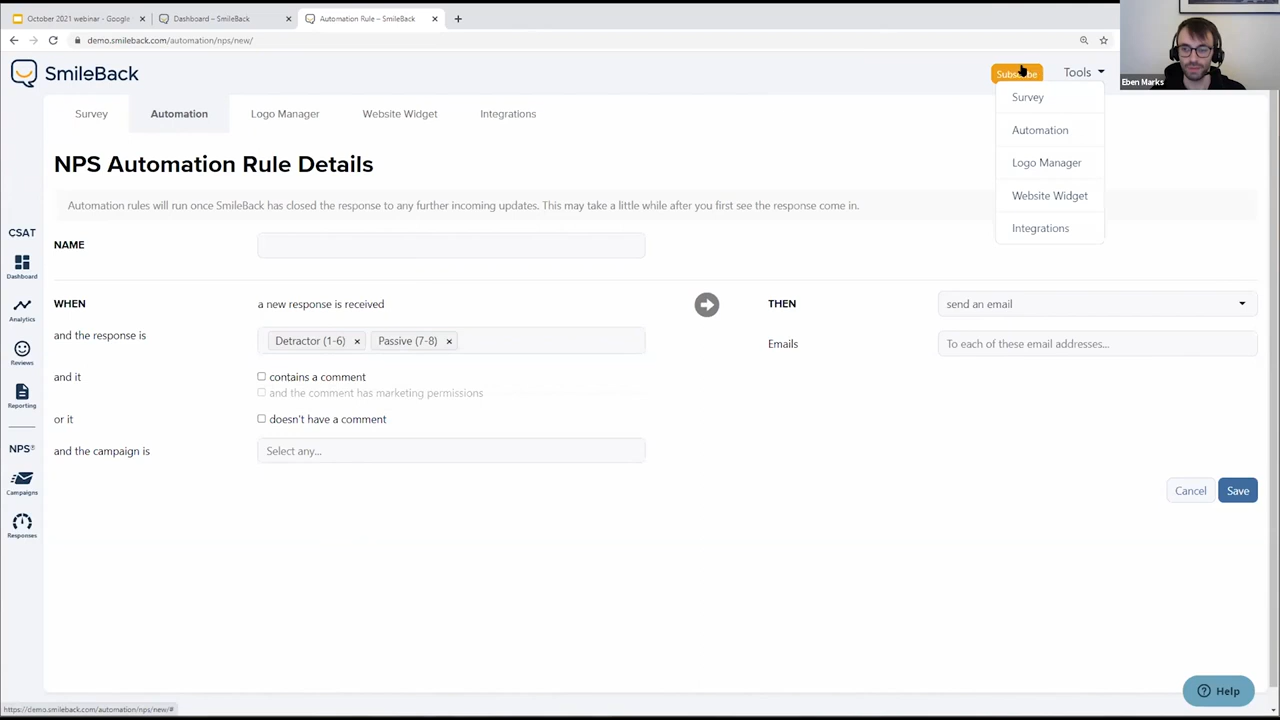 October 2021 webinar - Google
Dashboard – SmileBack
Automation Rule – SmileBack
demo.smileback.com/automation/nps/new/
SmileBack
Subscribe
Tools
Eben Marks
Survey
Automation
Logo Manager
Website Widget
Integrations
Survey
Automation
Logo Manager
Website Widget
Integrations
NPS Automation Rule Details
Automation rules will run once SmileBack has closed the response to any further incoming updates. This may take a little while after you first see the response come in.
CSAT
Dashboard
Analytics
Reviews
Reporting
NPS®
Campaigns
Responses
NAME
WHEN
a new response is received
THEN
send an email
and the response is
Detractor (1-6) ×
Passive (7-8) ×
Emails
To each of these email addresses...
and it
contains a comment
and the comment has marketing permissions
or it
doesn't have a comment
and the campaign is
Select any...
Cancel
Save
Help
https://demo.smileback.com/automation/nps/new/#